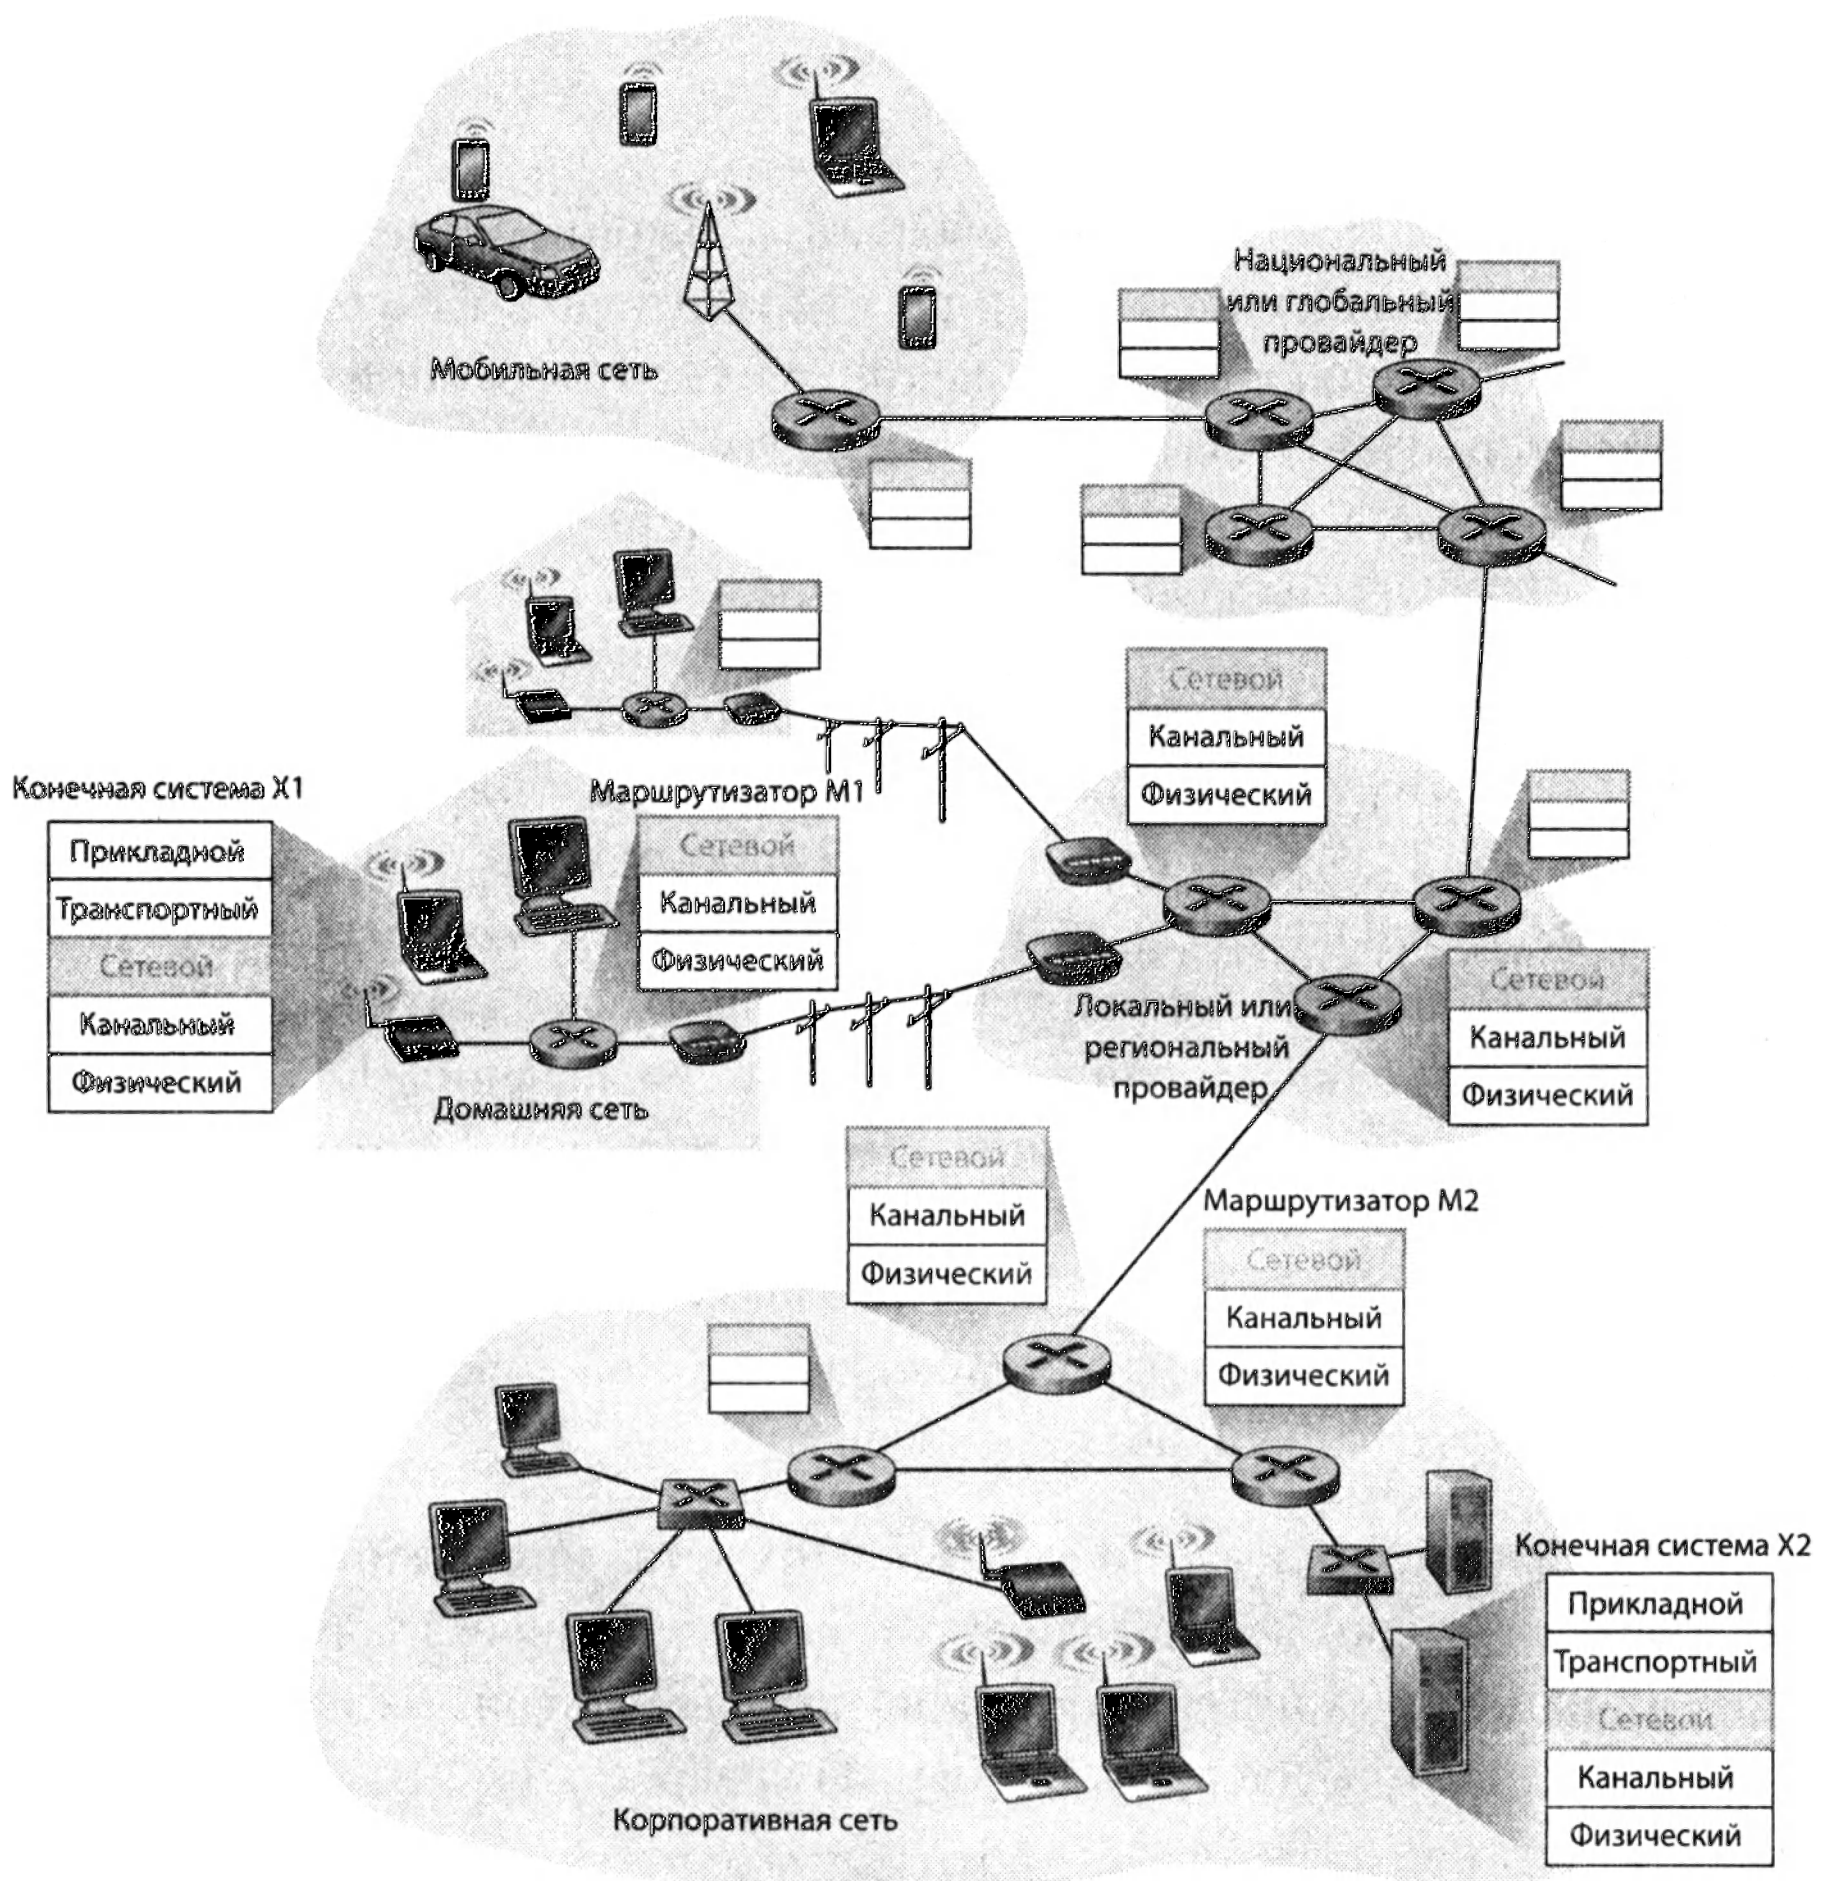 Национальный
или глобальный
провайдер
Мобильная сеть
Сетевой
Канальный
Физический
Маршрутизатор М1
Сетевой
Канальный
Физический
Конечная система X1
Прикладной
Транспортный
Сетевой
Канальный
Физический
Домашняя сеть
Локальный или
региональный
провайдер
Сетевой
Канальный
Физический
Сетевой
Канальный
Физический
Маршрутизатор М2
Сетевой
Канальный
Физический
Конечная система X2
Прикладной
Транспортный
Сетевой
Канальный
Физический
Корпоративная сеть